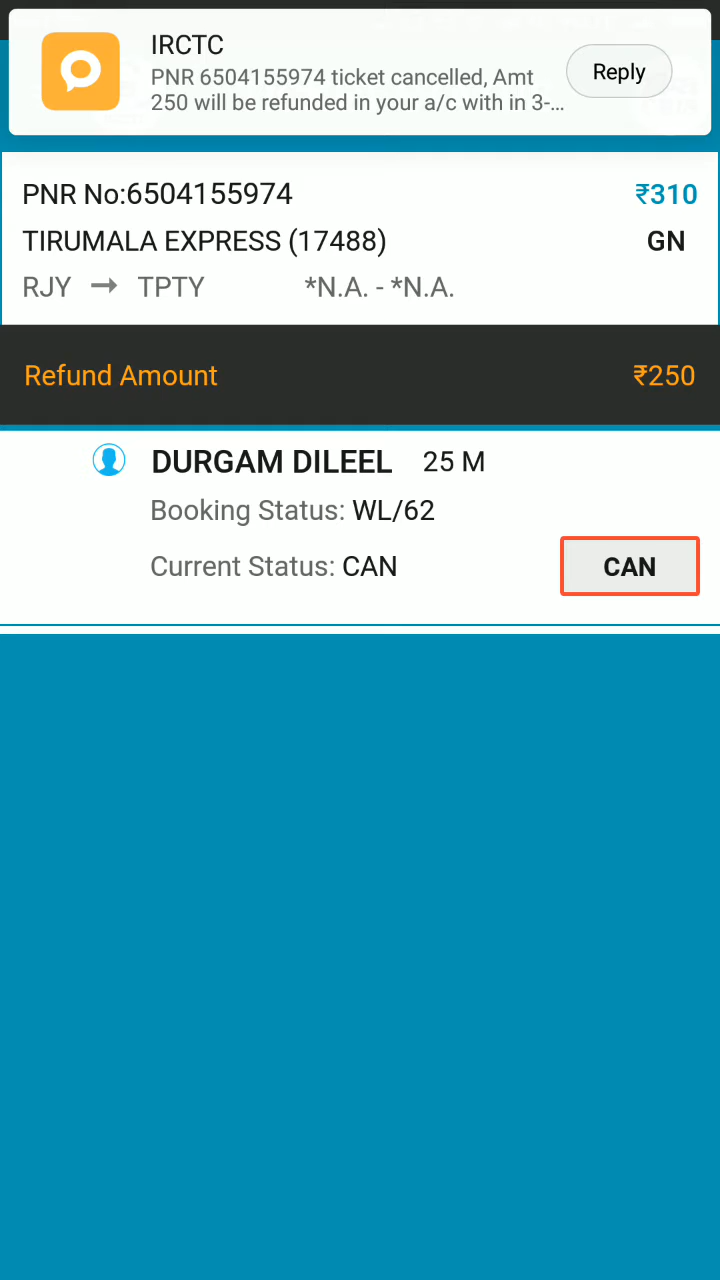 IRCTC
PNR 6504155974 ticket cancelled, Amt
250 will be refunded in your a/c with in 3-...
Reply
PNR No:6504155974 ₹310
TIRUMALA EXPRESS (17488) GN
RJY → TPTY *N.A. - *N.A.
Refund Amount ₹250
DURGAM DILEEL 25 M
Booking Status: WL/62
Current Status: CAN CAN